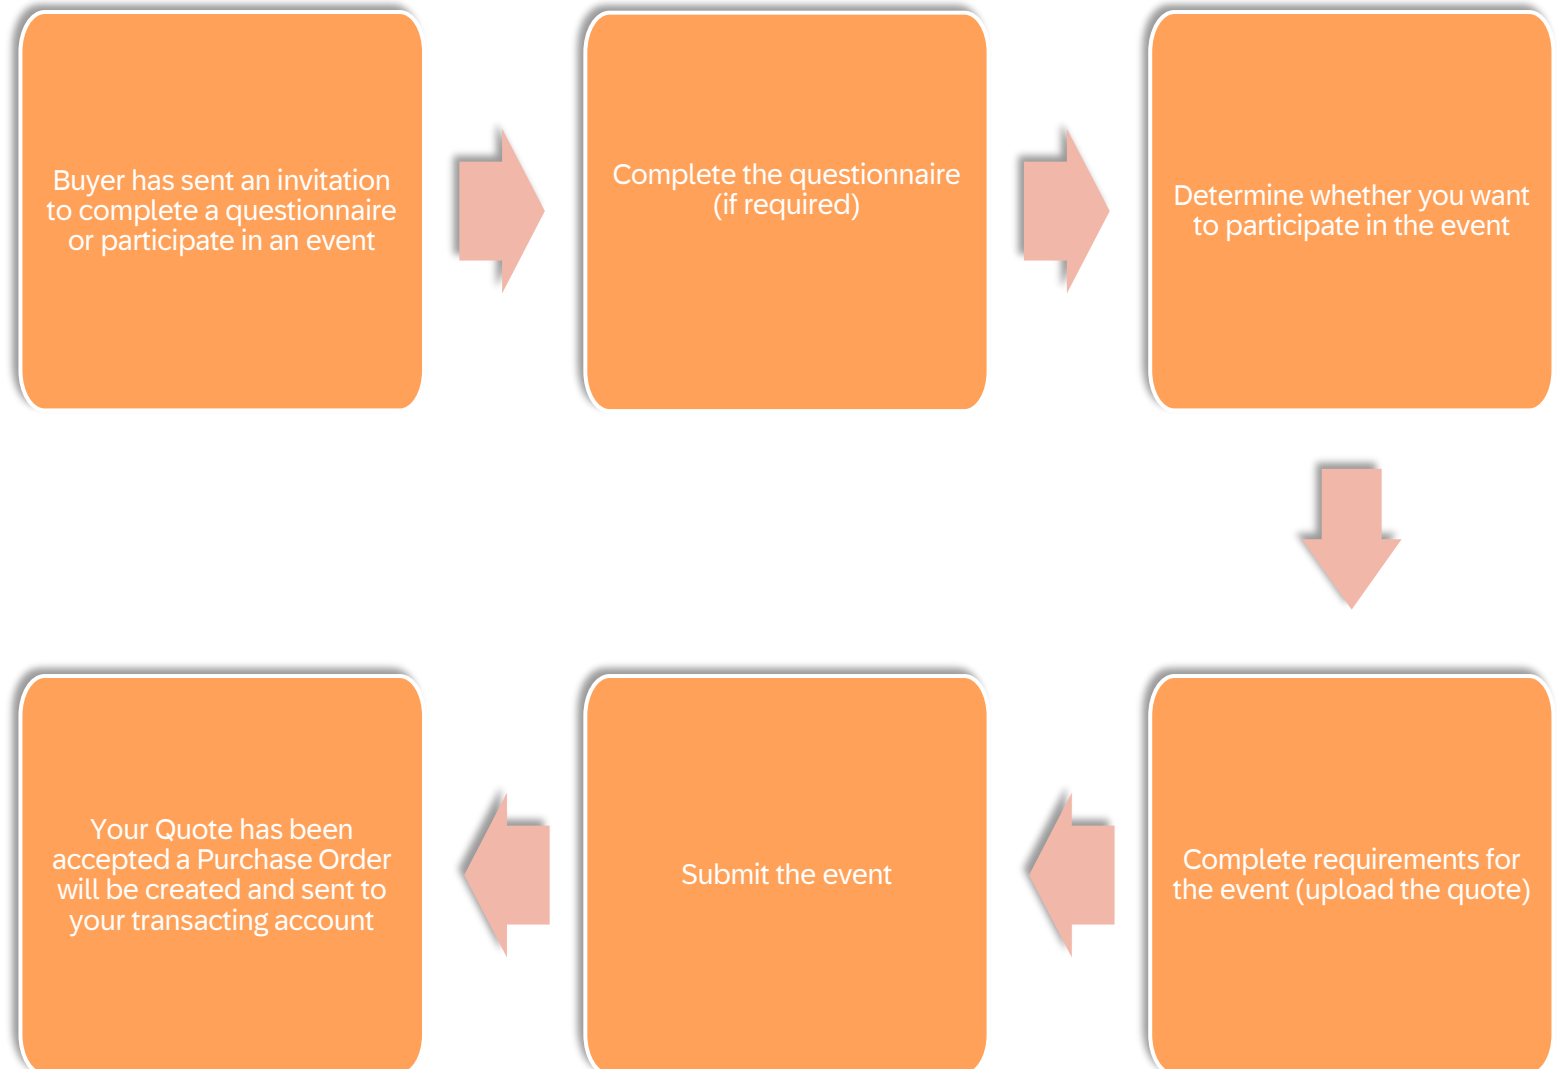 Buyer has sent an invitation
to complete a questionnaire
or participate in an event
Complete the questionnaire
(if required)
Determine whether you want
to participate in the event
Complete requirements for
the event (upload the quote)
Submit the event
Your Quote has been
accepted a Purchase Order
will be created and sent to
your transacting account